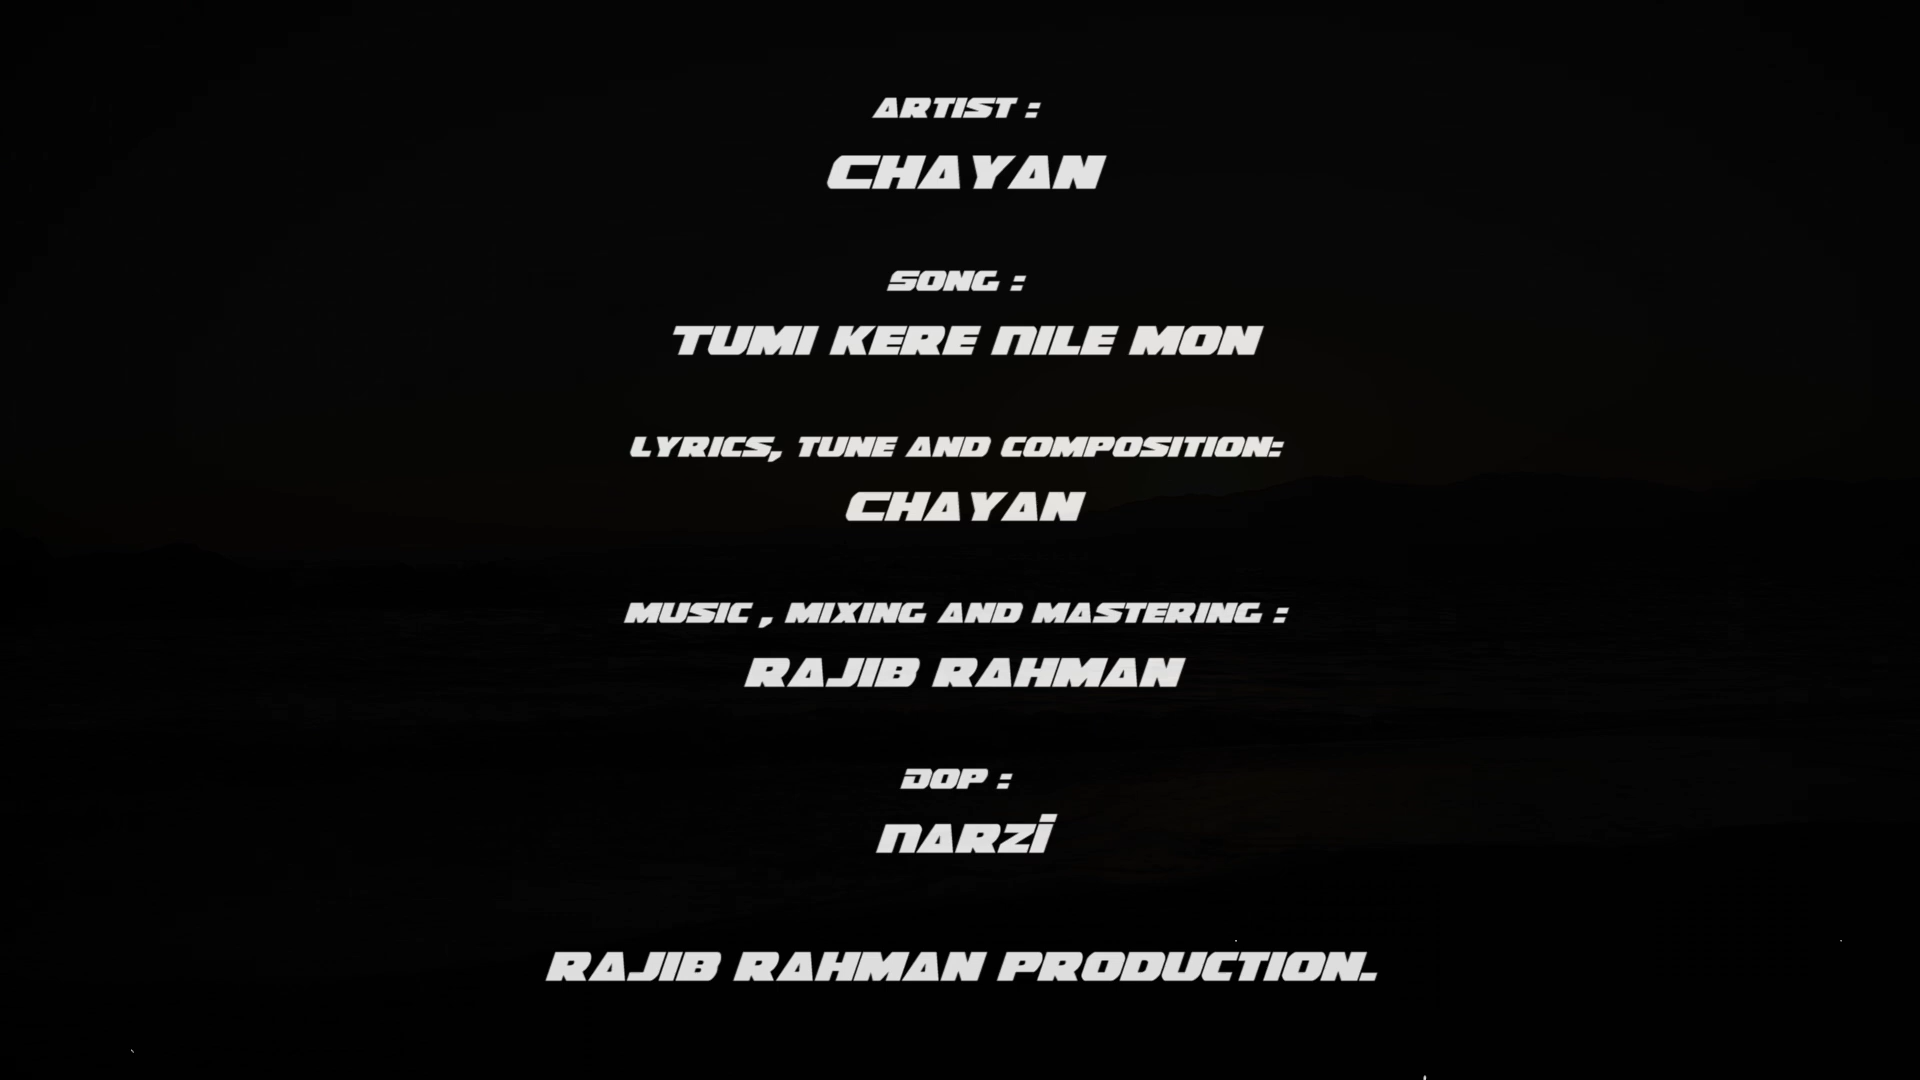 ARTIST :
CHAYAN
SONG :
TUMI KERE NILE MON
LYRICS, TUNE AND COMPOSITION:
CHAYAN
MUSIC , MIXING AND MASTERING :
RAJIB RAHMAN
DOP :
NARZi
RAJIB RAHMAN PRODUCTION.